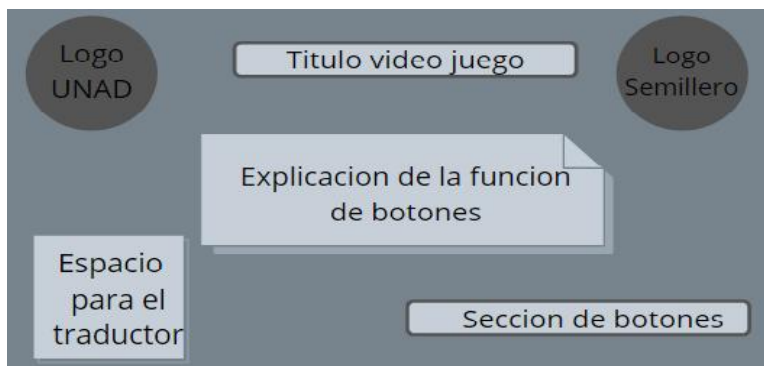 Logo
UNAD
Titulo video juego
Logo
Semillero
Explicacion de la funcion
de botones
Espacio
para el
traductor
Seccion de botones